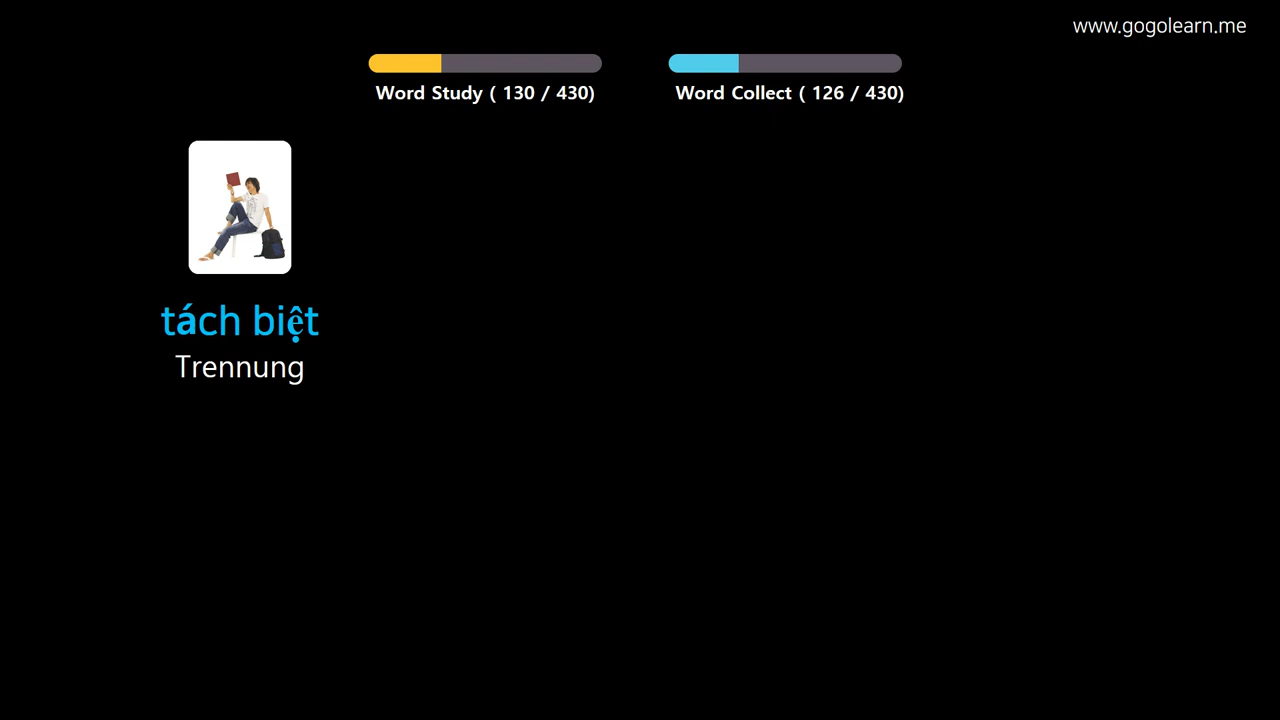 www.gogolearn.me
Word Study ( 130 / 430)
Word Collect ( 126 / 430)
tách biệt
Trennung